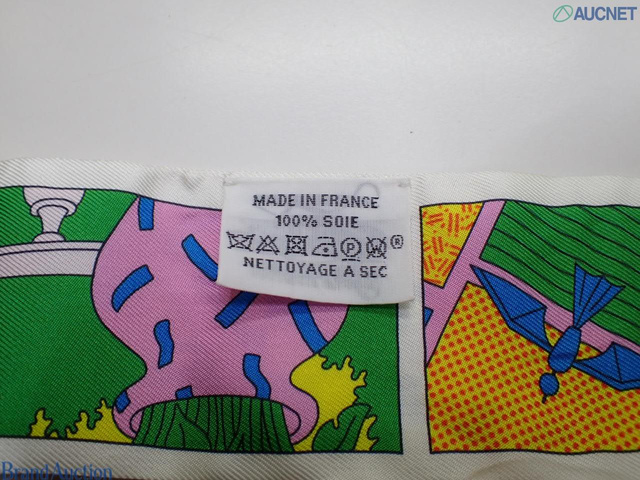 AUCNET
MADE IN FRANCE
100% SOIE
®
NETTOYAGE A SEC
Brand Auction